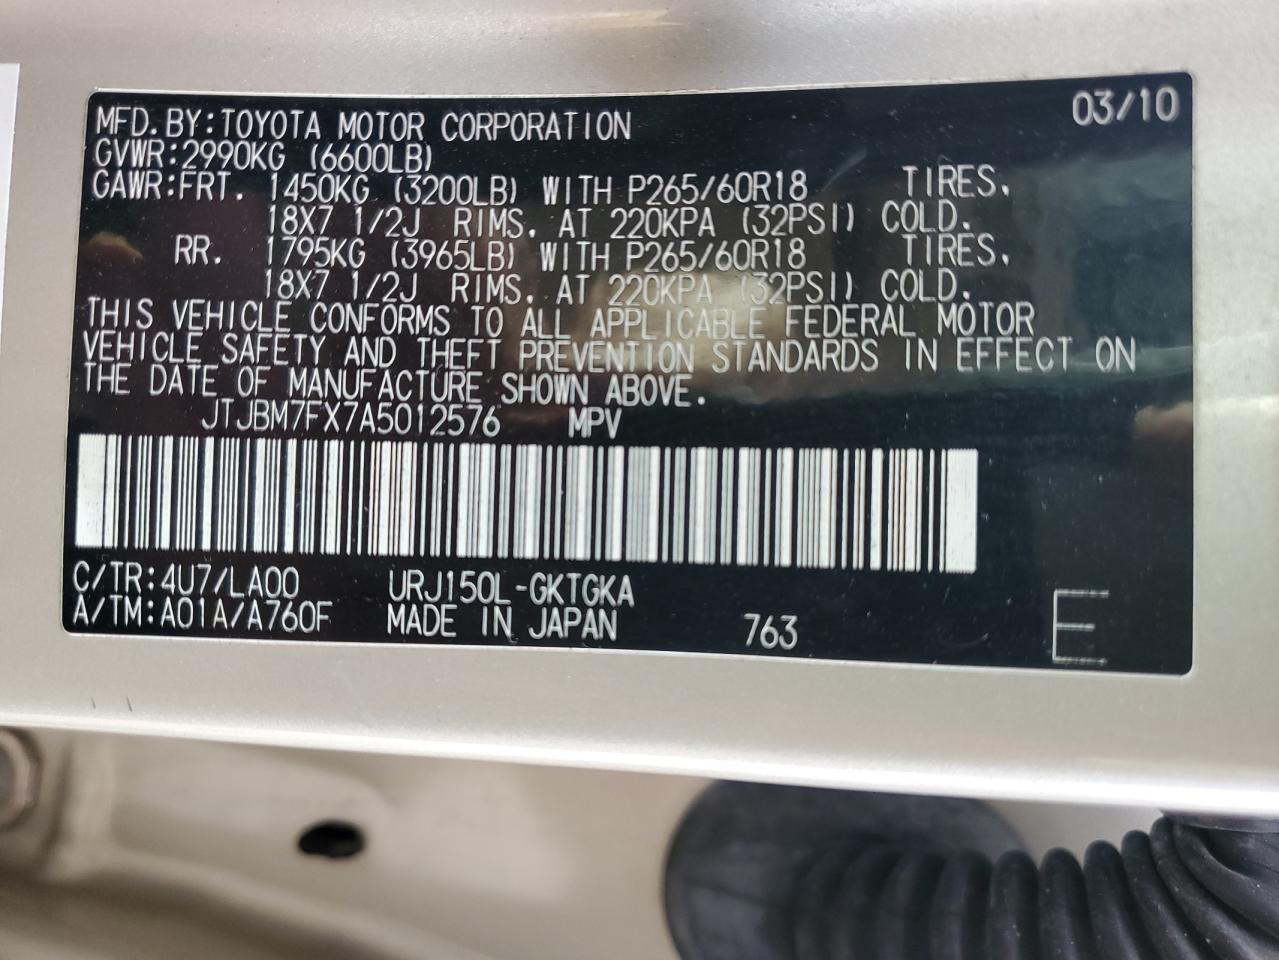 03/10
MFD. BY: TOYOTA MOTOR CORPORATION
GVWR: 2990KG (6600LB)
GAWR: FRT. 1450KG (3200LB) WITH P265/60R18 TIRES,
18X7 1/2J RIMS, AT 220KPA (32PSI) COLD.
RR. 1795KG (3965LB) WITH P265/60R18 TIRES,
18X7 1/2J RIMS, AT 220KPA (32PSI) COLD.
THIS VEHICLE CONFORMS TO ALL APPLICABLE FEDERAL MOTOR
VEHICLE SAFETY AND THEFT PREVENTION STANDARDS IN EFFECT ON
THE DATE OF MANUFACTURE SHOWN ABOVE.
JTJBM7FX7A5012576 MPV
C/TR: 4U7/LA00 URJ150L-GKTGKA
A/TM: A01A/A760F MADE IN JAPAN 763 E